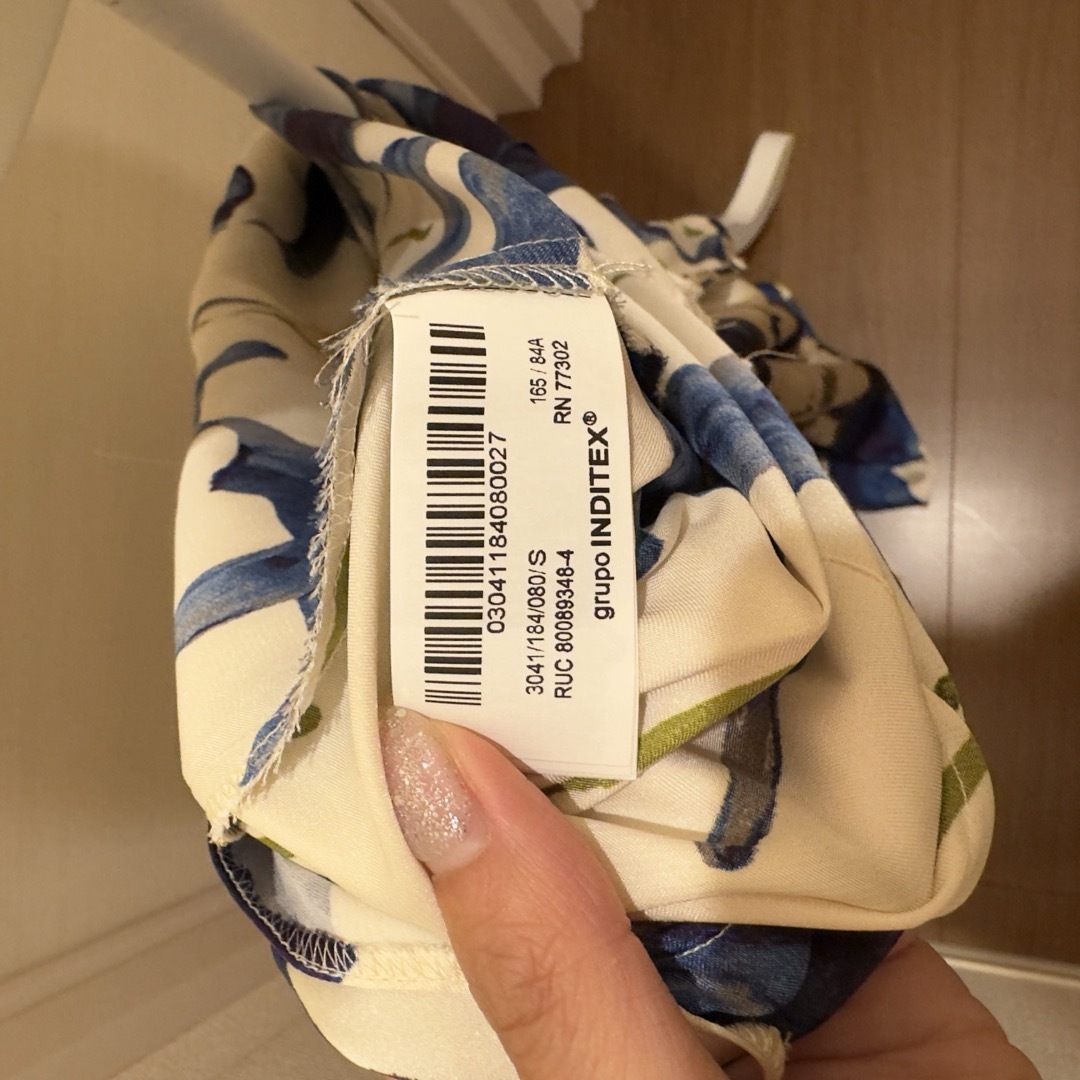 165 / 84A
RN 77302
03041184080027
3041/184/080/S
RUC 80089348-4
grupo INDITEX®